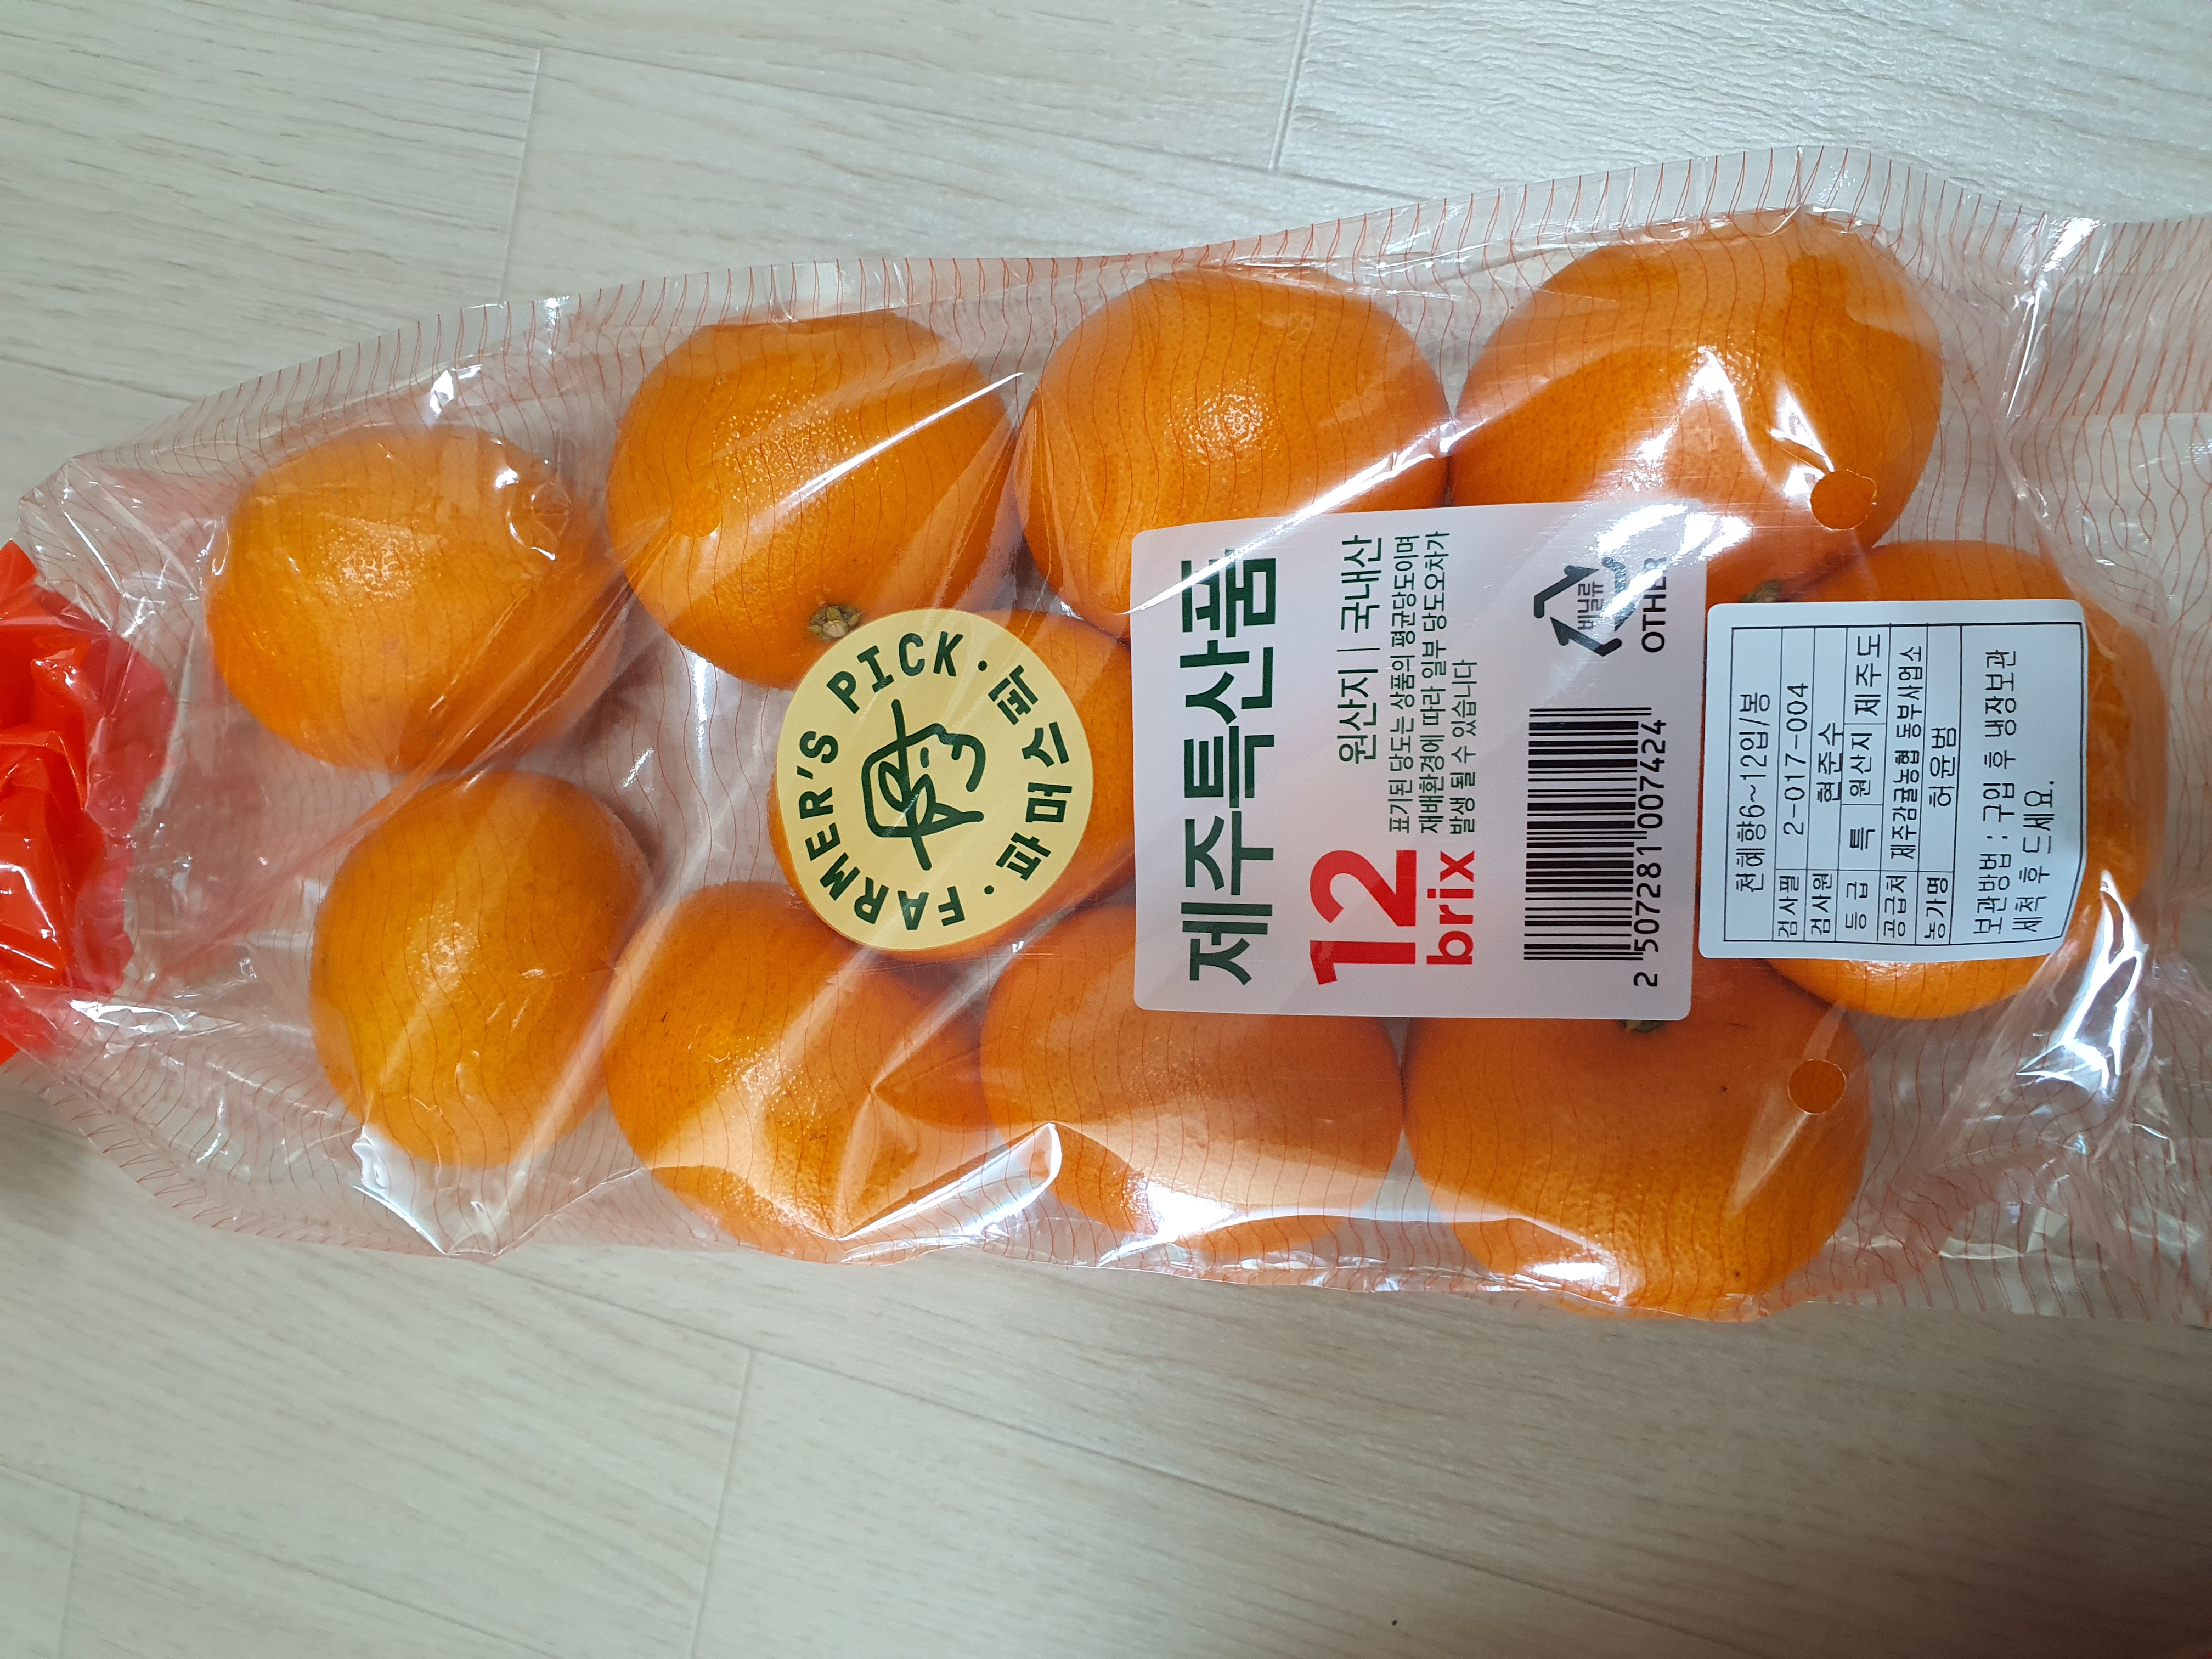 FARMER'S PICK.
파머스픽.
제주특산품
12
brix
원산지 | 국내산
표기된 당도는 상품의 평균당도이며
재배환경에 따라 일부 당도오차가
발생 될 수 있습니다
2 507281 007424
비닐류
OTHER
천혜향6~12입/봉
검사필 2-017-004
검사원 현준수
등급 특 원산지 제주도
공급처 제주감귤농협 동부사업소
농가명 허윤범
보관방법 : 구입 후 냉장보관
세척 후 드세요.